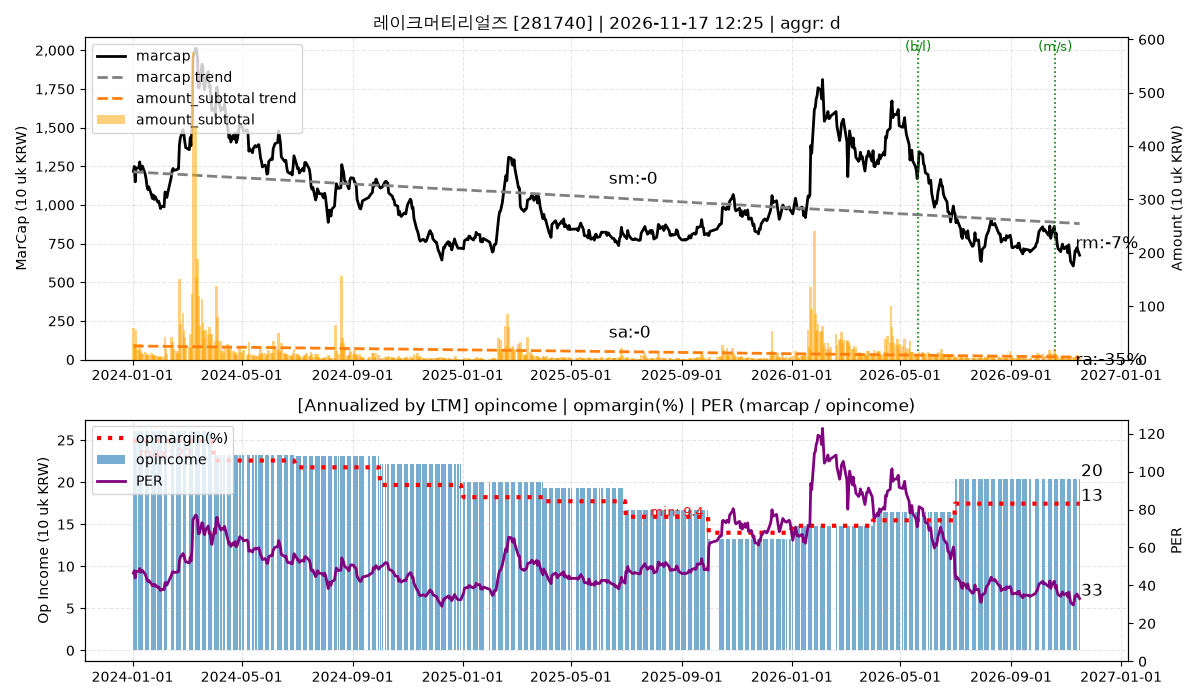 레이크머티리얼즈 [281740] | 2026-11-17 12:25 | aggr: d
marcap
marcap trend
amount_subtotal trend
amount_subtotal
(b/l)
(m/s)
sm:-0
sa:-0
rm:-7%
ra:-35%
MarCap (10 uk KRW)
2,000
1,750
1,500
1,250
1,000
750
500
250
0
Amount (10 uk KRW)
600
500
400
300
200
100
0
2024-01-01
2024-05-01
2024-09-01
2025-01-01
2025-05-01
2025-09-01
2026-01-01
2026-05-01
2026-09-01
2027-01-01
[Annualized by LTM] opincome | opmargin(%) | PER (marcap / opincome)
opmargin(%)
opincome
PER
min: 9.4
20
13
33
Op Income (10 uk KRW)
25
20
15
10
5
0
PER
120
100
80
60
40
20
0
2024-01-01
2024-05-01
2024-09-01
2025-01-01
2025-05-01
2025-09-01
2026-01-01
2026-05-01
2026-09-01
2027-01-01